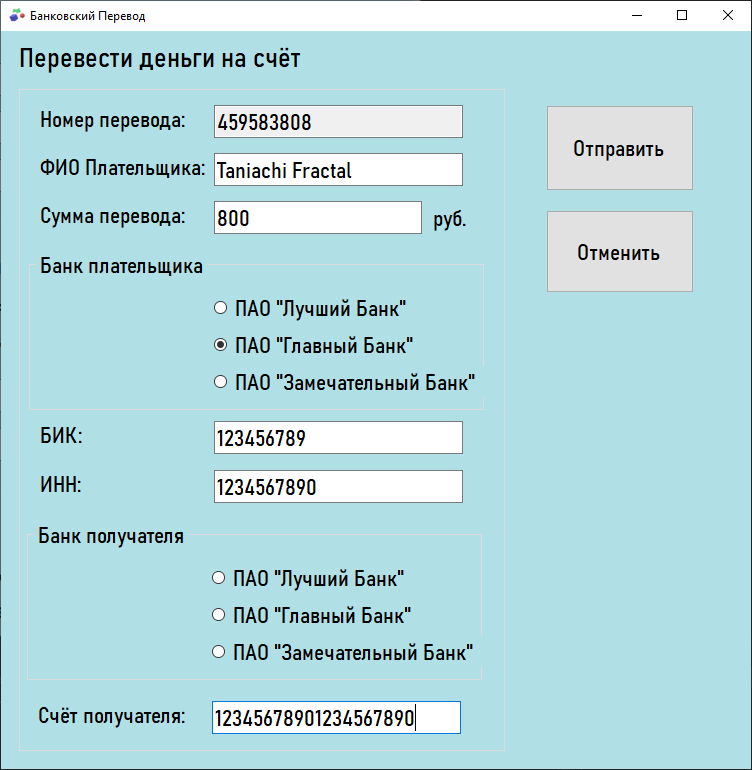 Банковский Перевод
Перевести деньги на счёт
Номер перевода: 459583808
Отправить
ФИО Плательщика: Taniachi Fractal
Сумма перевода: 800 руб.
Отменить
Банк плательщика
ПАО "Лучший Банк"
ПАО "Главный Банк"
ПАО "Замечательный Банк"
БИК: 123456789
ИНН: 1234567890
Банк получателя
ПАО "Лучший Банк"
ПАО "Главный Банк"
ПАО "Замечательный Банк"
Счёт получателя: 12345678901234567890